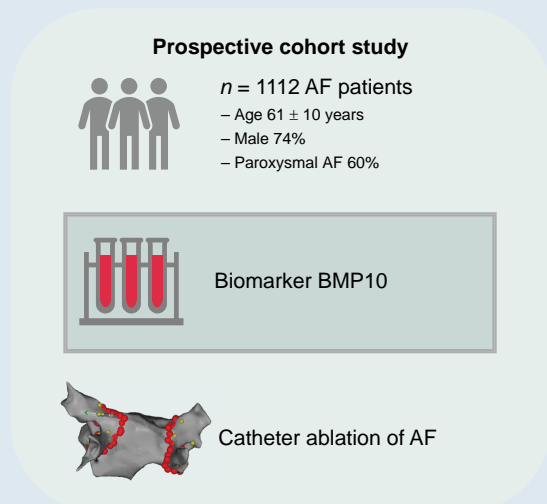 Prospective cohort study
n = 1112 AF patients
– Age 61 ± 10 years
– Male 74%
– Paroxysmal AF 60%
Biomarker BMP10
Catheter ablation of AF